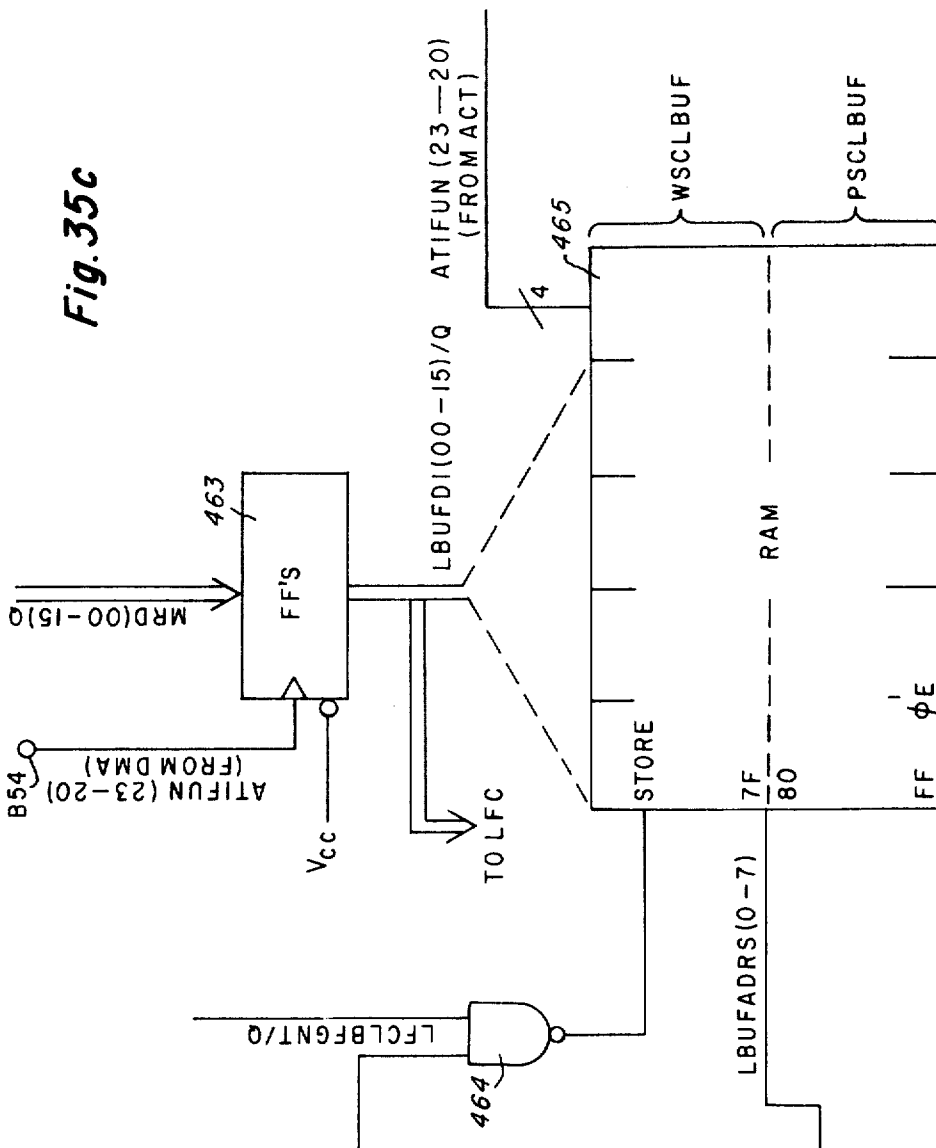 Fig. 35c
MRD(00-15)Q
463
FF'S
B54
ATIFUN (23-20)
(FROM DMA)
VCC
TO LFC
LBUFDI(00-15)/Q
ATIFUN (23-20)
(FROM ACT)
4
465
LFCLBFGNT/Q
464
STORE
WSCLBUF
RAM
7F
80
LBUFADRS(0-7)
PSCLBUF
FF
ϕE